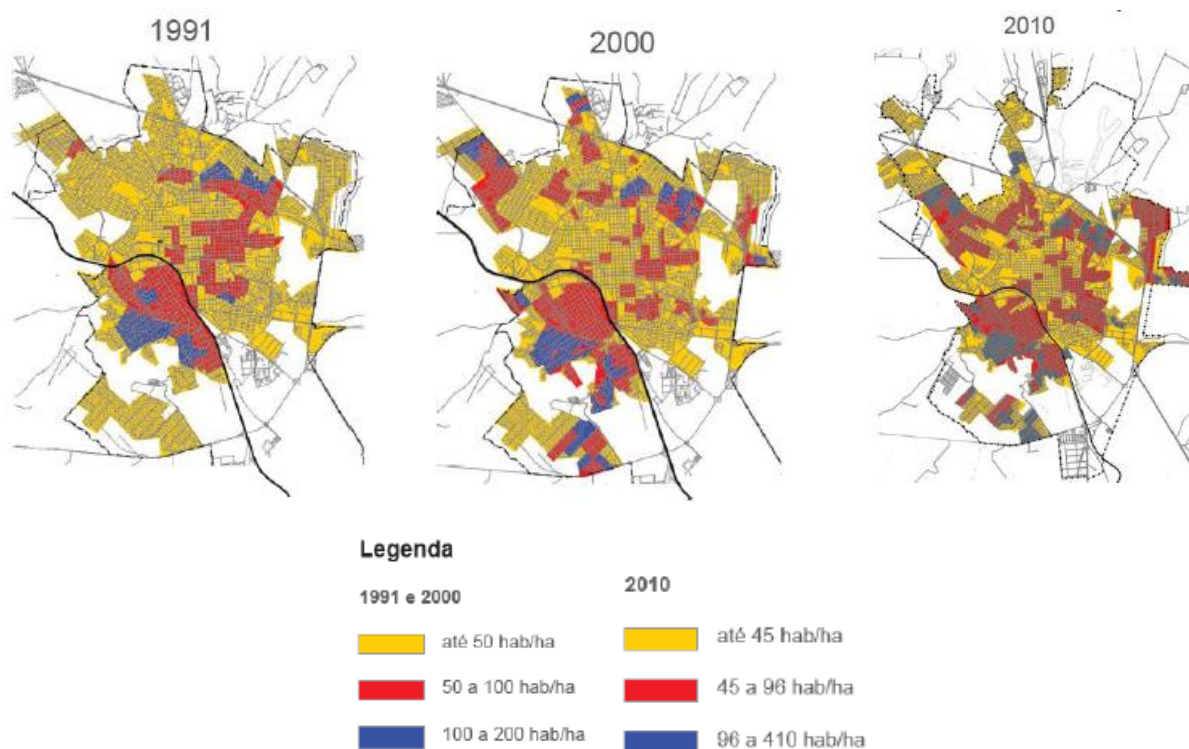 1991
2000
2010
Legenda
1991 e 2000
2010
até 50 hab/ha
até 45 hab/ha
50 a 100 hab/ha
45 a 96 hab/ha
100 a 200 hab/ha
96 a 410 hab/ha